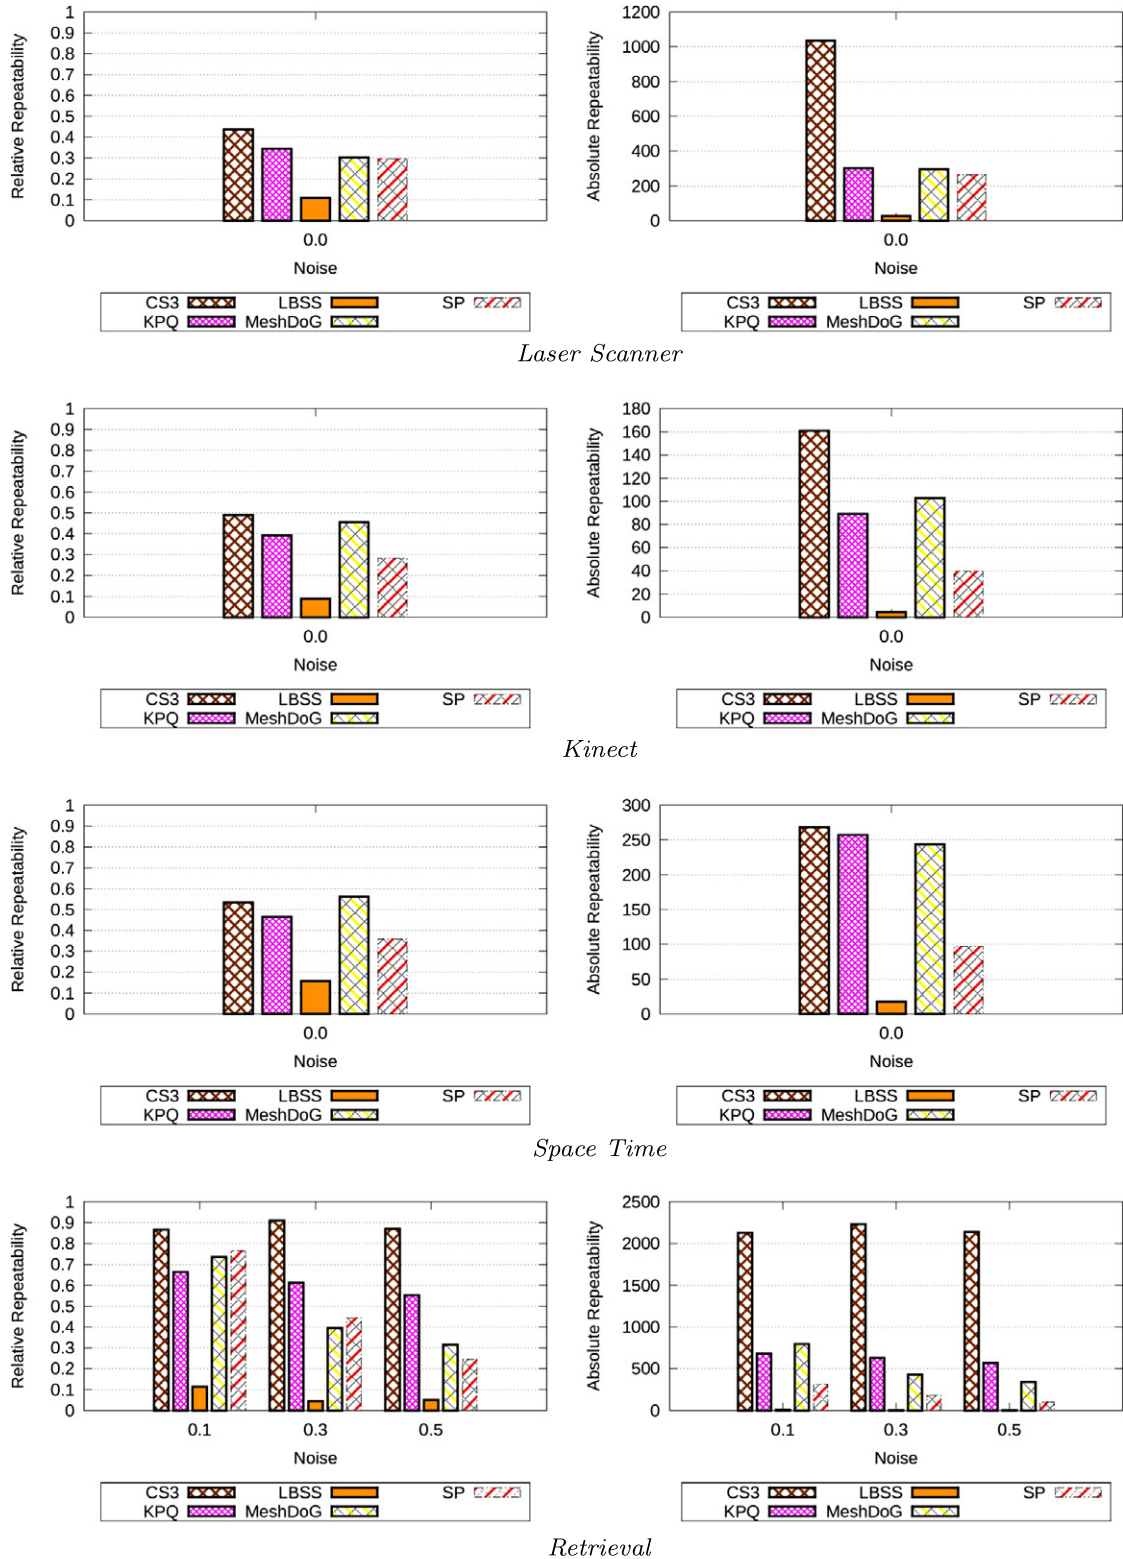 Relative Repeatability
1
0.9
0.8
0.7
0.6
0.5
0.4
0.3
0.2
0.1
0
0.0
Noise
CS3 LBSS SP
KPQ MeshDoG
Absolute Repeatability
1200
1000
800
600
400
200
0
0.0
Noise
CS3 LBSS SP
KPQ MeshDoG
Laser Scanner
Relative Repeatability
1
0.9
0.8
0.7
0.6
0.5
0.4
0.3
0.2
0.1
0
0.0
Noise
CS3 LBSS SP
KPQ MeshDoG
Absolute Repeatability
180
160
140
120
100
80
60
40
20
0
0.0
Noise
CS3 LBSS SP
KPQ MeshDoG
Kinect
Relative Repeatability
1
0.9
0.8
0.7
0.6
0.5
0.4
0.3
0.2
0.1
0
0.0
Noise
CS3 LBSS SP
KPQ MeshDoG
Absolute Repeatability
300
250
200
150
100
50
0
0.0
Noise
CS3 LBSS SP
KPQ MeshDoG
Space Time
Relative Repeatability
1
0.9
0.8
0.7
0.6
0.5
0.4
0.3
0.2
0.1
0
0.1 0.3 0.5
Noise
CS3 LBSS SP
KPQ MeshDoG
Absolute Repeatability
2500
2000
1500
1000
500
0
0.1 0.3 0.5
Noise
CS3 LBSS SP
KPQ MeshDoG
Retrieval